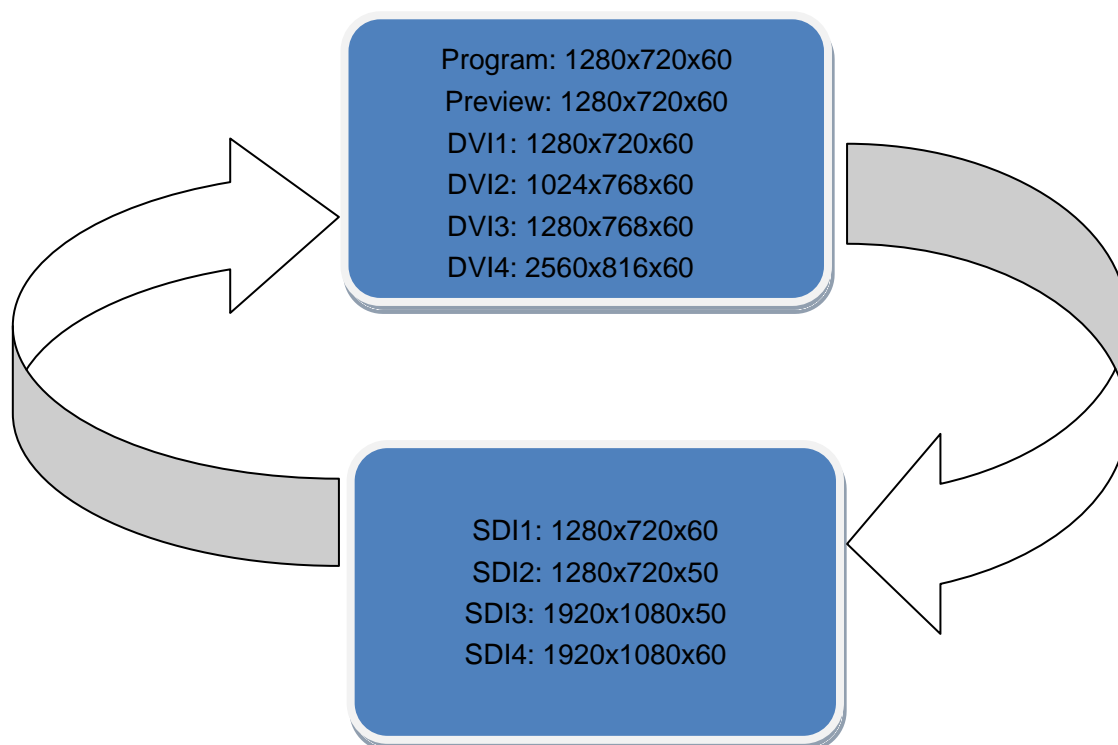 Program: 1280x720x60
Preview: 1280x720x60
DVI1: 1280x720x60
DVI2: 1024x768x60
DVI3: 1280x768x60
DVI4: 2560x816x60
SDI1: 1280x720x60
SDI2: 1280x720x50
SDI3: 1920x1080x50
SDI4: 1920x1080x60